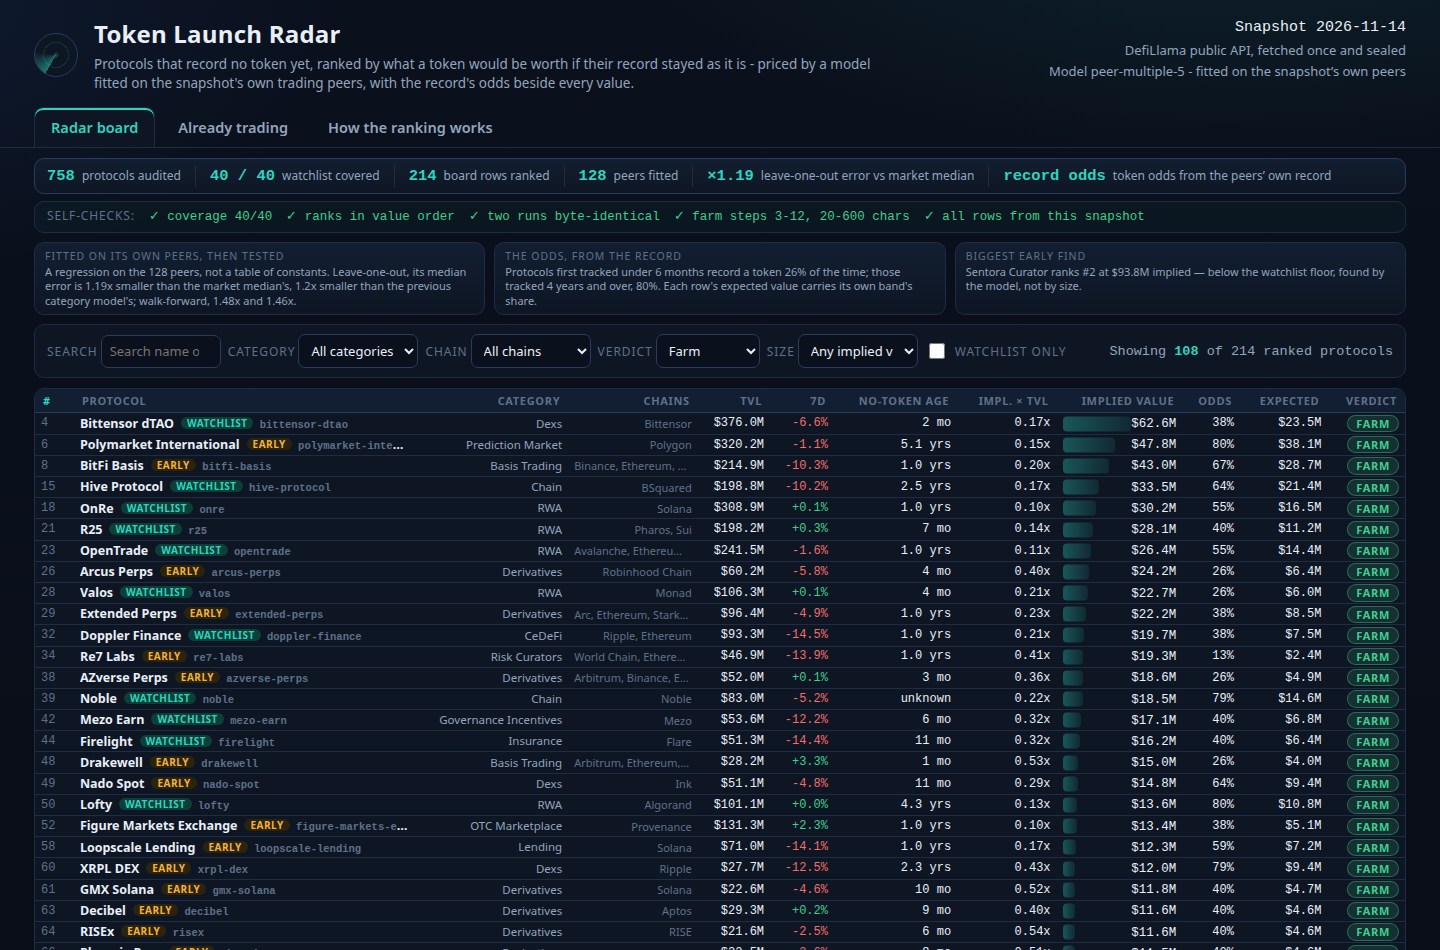 Token Launch Radar
Protocols that record no token yet, ranked by what a token would be worth if their record stayed as it is - priced by a model
fitted on the snapshot's own trading peers, with the record's odds beside every value.
Snapshot 2026-11-14
DefiLlama public API, fetched once and sealed
Model peer-multiple-5 - fitted on the snapshot's own peers
Radar board Already trading How the ranking works
758 protocols audited 40 / 40 watchlist covered 214 board rows ranked 128 peers fitted ×1.19 leave-one-out error vs market median record odds token odds from the peers' own record
SELF-CHECKS: ✓ coverage 40/40 ✓ ranks in value order ✓ two runs byte-identical ✓ farm steps 3-12, 20-600 chars ✓ all rows from this snapshot
FITTED ON ITS OWN PEERS, THEN TESTED
A regression on the 128 peers, not a table of constants. Leave-one-out, its median
error is 1.19x smaller than the market median's, 1.2x smaller than the previous
category model's; walk-forward, 1.48x and 1.46x.
THE ODDS, FROM THE RECORD
Protocols first tracked under 6 months record a token 26% of the time; those
tracked 4 years and over, 80%. Each row's expected value carries its own band's
share.
BIGGEST EARLY FIND
Sentora Curator ranks #2 at $93.8M implied — below the watchlist floor, found by
the model, not by size.
SEARCH Search name o CATEGORY All categories CHAIN All chains VERDICT Farm SIZE Any implied v WATCHLIST ONLY Showing 108 of 214 ranked protocols
# PROTOCOL CATEGORY CHAINS TVL 7D NO-TOKEN AGE IMPL. × TVL IMPLIED VALUE ODDS EXPECTED VERDICT
4 Bittensor dTAO WATCHLIST bittensor-dtao Dexs Bittensor $376.0M -6.6% 2 mo 0.17x $62.6M 38% $23.5M FARM
6 Polymarket International EARLY polymarket-inte... Prediction Market Polygon $320.2M -1.1% 5.1 yrs 0.15x $47.8M 80% $38.1M FARM
8 BitFi Basis EARLY bitfi-basis Basis Trading Binance, Ethereum, ... $214.9M -10.3% 1.0 yrs 0.20x $43.0M 67% $28.7M FARM
15 Hive Protocol WATCHLIST hive-protocol Chain BSquared $198.8M -10.2% 2.5 yrs 0.17x $33.5M 64% $21.4M FARM
18 OnRe WATCHLIST onre RWA Solana $308.9M +0.1% 1.0 yrs 0.10x $30.2M 55% $16.5M FARM
21 R25 WATCHLIST r25 RWA Pharos, Sui $198.2M +0.3% 7 mo 0.14x $28.1M 40% $11.2M FARM
23 OpenTrade WATCHLIST opentrade RWA Avalanche, Ethereu... $241.5M -1.6% 1.0 yrs 0.11x $26.4M 55% $14.4M FARM
26 Arcus Perps EARLY arcus-perps Derivatives Robinhood Chain $60.2M -5.8% 4 mo 0.40x $24.2M 26% $6.4M FARM
28 Valos WATCHLIST valos RWA Monad $106.3M +0.1% 4 mo 0.21x $22.7M 26% $6.0M FARM
29 Extended Perps EARLY extended-perps Derivatives Arc, Ethereum, Stark... $96.4M -4.9% 1.0 yrs 0.23x $22.2M 38% $8.5M FARM
32 Doppler Finance WATCHLIST doppler-finance CeDeFi Ripple, Ethereum $93.3M -14.5% 1.0 yrs 0.21x $19.7M 38% $7.5M FARM
34 Re7 Labs EARLY re7-labs Risk Curators World Chain, Ethere... $46.9M -13.9% 1.0 yrs 0.41x $19.3M 13% $2.4M FARM
38 AZverse Perps EARLY azverse-perps Derivatives Arbitrum, Binance, E... $52.0M +0.1% 3 mo 0.36x $18.6M 26% $4.9M FARM
39 Noble WATCHLIST noble Chain Noble $83.0M -5.2% unknown 0.22x $18.5M 79% $14.6M FARM
42 Mezo Earn WATCHLIST mezo-earn Governance Incentives Mezo $53.6M -12.2% 6 mo 0.32x $17.1M 40% $6.8M FARM
44 Firelight WATCHLIST firelight Insurance Flare $51.3M -14.4% 11 mo 0.32x $16.2M 40% $6.4M FARM
48 Drakewell EARLY drakewell Basis Trading Arbitrum, Ethereum,... $28.2M +3.3% 1 mo 0.53x $15.0M 26% $4.0M FARM
49 Nado Spot EARLY nado-spot Dexs Ink $51.1M -4.8% 11 mo 0.29x $14.8M 64% $9.4M FARM
50 Lofty WATCHLIST lofty RWA Algorand $101.1M +0.0% 4.3 yrs 0.13x $13.6M 80% $10.8M FARM
52 Figure Markets Exchange EARLY figure-markets-e... OTC Marketplace Provenance $131.3M +2.3% 1.0 yrs 0.10x $13.4M 38% $5.1M FARM
58 Loopscale Lending EARLY loopscale-lending Lending Solana $71.0M -14.1% 1.0 yrs 0.17x $12.3M 59% $7.2M FARM
60 XRPL DEX EARLY xrpl-dex Dexs Ripple $27.7M -12.5% 2.3 yrs 0.43x $12.0M 79% $9.4M FARM
61 GMX Solana EARLY gmx-solana Derivatives Solana $22.6M -4.6% 10 mo 0.52x $11.8M 40% $4.7M FARM
63 Decibel EARLY decibel Derivatives Aptos $29.3M +0.2% 9 mo 0.40x $11.6M 40% $4.6M FARM
64 RISEx EARLY risex Derivatives RISE $21.6M -2.5% 6 mo 0.54x $11.6M 40% $4.6M FARM